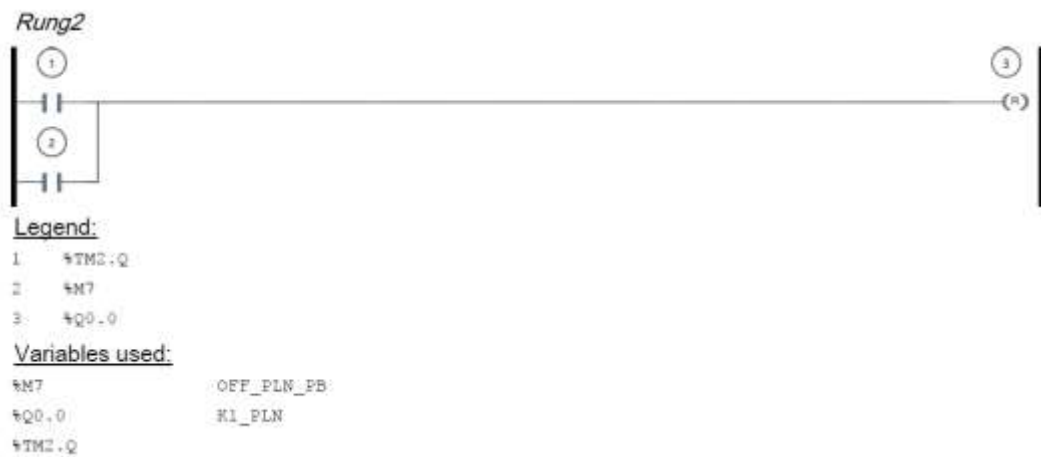 Rung2
1
3
(R)
2
Legend:
1 %TM2.Q
2 %M7
3 %Q0.0
Variables used:
%M7 OFF_PLN_PB
%Q0.0 K1_PLN
%TM2.Q